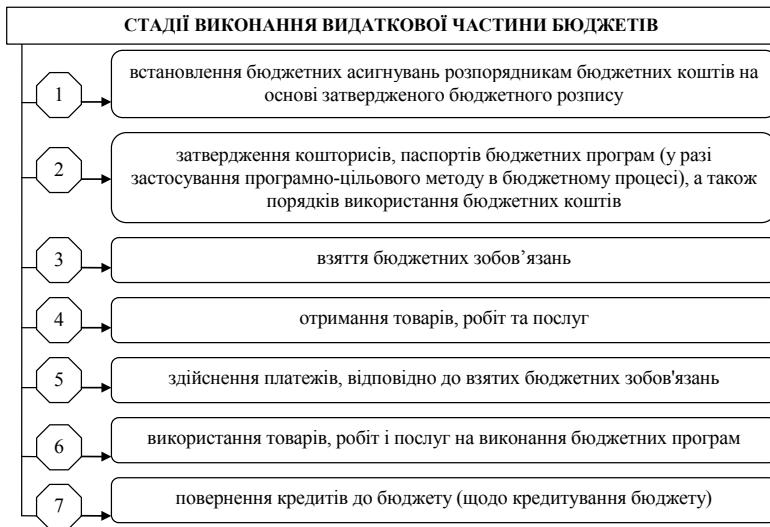 СТАДІЇ ВИКОНАННЯ ВИДАТКОВОЇ ЧАСТИНИ БЮДЖЕТІВ
1
встановлення бюджетних асигнувань розпорядникам бюджетних коштів на
основі затвердженого бюджетного розпису
2
затвердження кошторисів, паспортів бюджетних програм (у разі
застосування програмно-цільового методу в бюджетному процесі), а також
порядків використання бюджетних коштів
3
взяття бюджетних зобов’язань
4
отримання товарів, робіт та послуг
5
здійснення платежів, відповідно до взятих бюджетних зобов'язань
6
використання товарів, робіт і послуг на виконання бюджетних програм
7
повернення кредитів до бюджету (щодо кредитування бюджету)